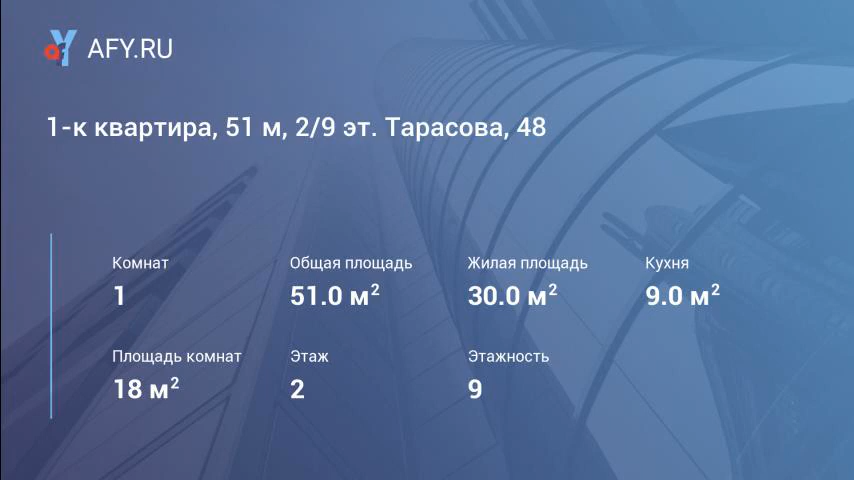 AFY.RU
1-к квартира, 51 м, 2/9 эт. Тарасова, 48
Комнат
Общая площадь
Жилая площадь
Кухня
1
51.0 м²
30.0 м²
9.0 м²
Площадь комнат
Этаж
Этажность
18 м²
2
9